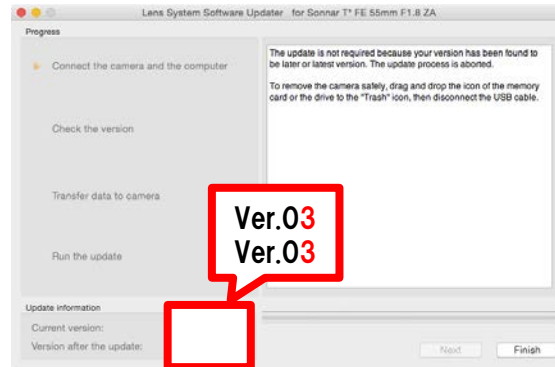 Lens System Software Updater for Sonnar T* FE 55mm F1.8 ZA
Progress
Connect the camera and the computer
Check the version
Transfer data to camera
Run the update
The update is not required because your version has been found to
be later or latest version. The update process is aborted.
To remove the camera safely, drag and drop the icon of the memory
card or the drive to the "Trash" icon, then disconnect the USB cable.
Ver.03
Ver.03
Update information
Current version:
Version after the update:
Next
Finish